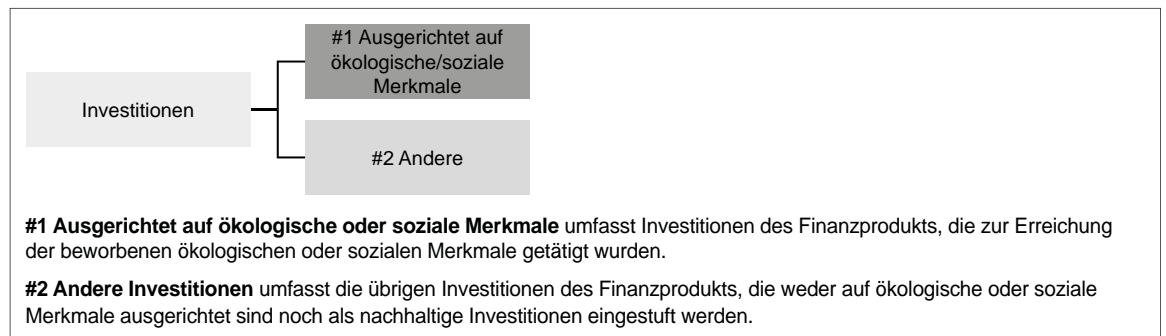 #1 Ausgerichtet auf
ökologische/soziale
Merkmale
Investitionen
#2 Andere
#1 Ausgerichtet auf ökologische oder soziale Merkmale umfasst Investitionen des Finanzprodukts, die zur Erreichung
der beworbenen ökologischen oder sozialen Merkmale getätigt wurden.
#2 Andere Investitionen umfasst die übrigen Investitionen des Finanzprodukts, die weder auf ökologische oder soziale
Merkmale ausgerichtet sind noch als nachhaltige Investitionen eingestuft werden.